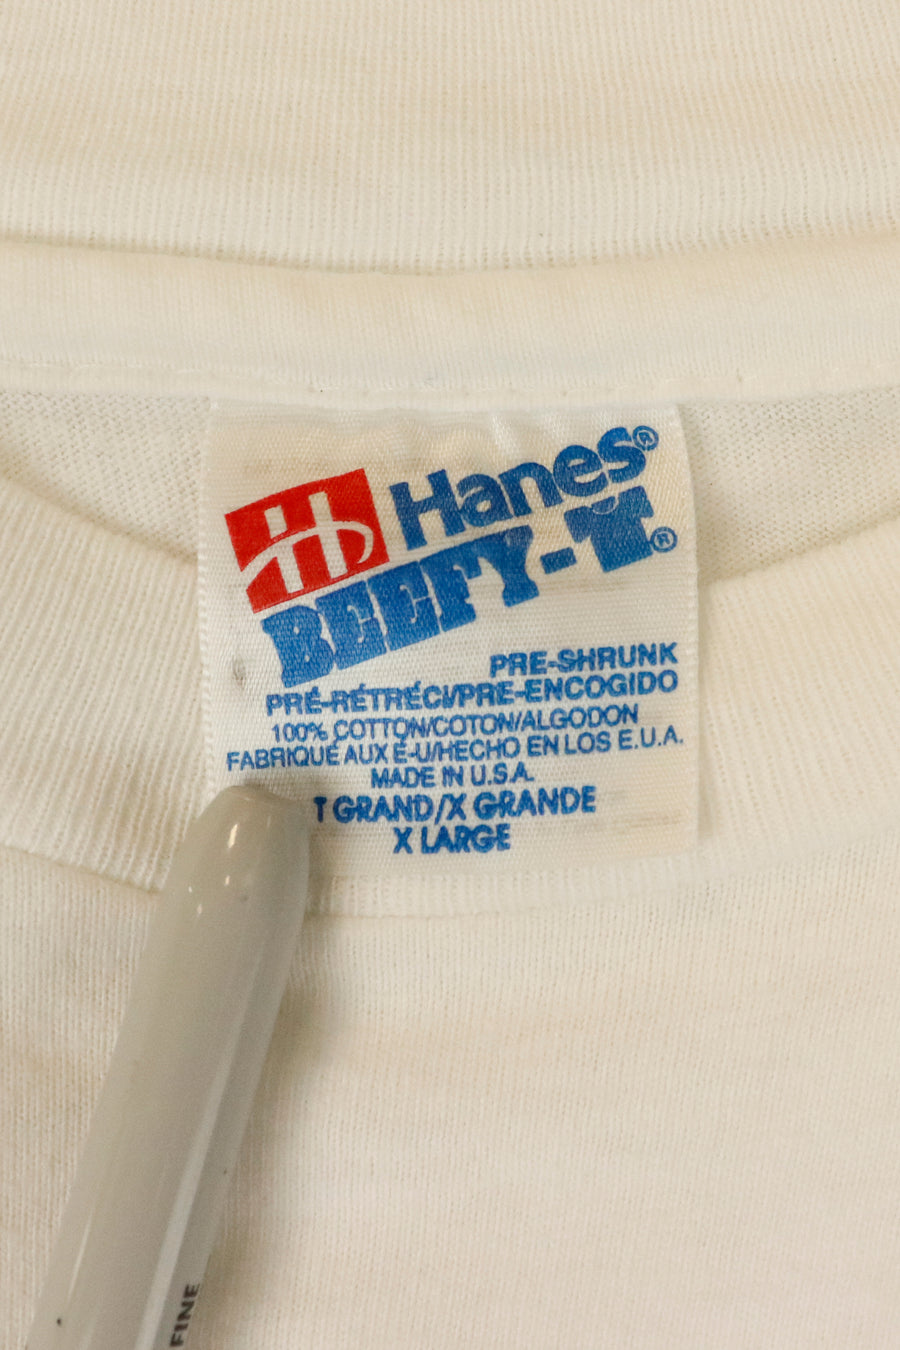 H Hanes®
BEEFY-T®
PRE-SHRUNK
PRÉ-RÉTRÉCI/PRE-ENCOGIDO
100% COTTON/COTON/ALGODON
FABRIQUÉ AUX É-U/HECHO EN LOS E.U.A.
MADE IN U.S.A.
T GRAND/X GRANDE
X LARGE
FINE